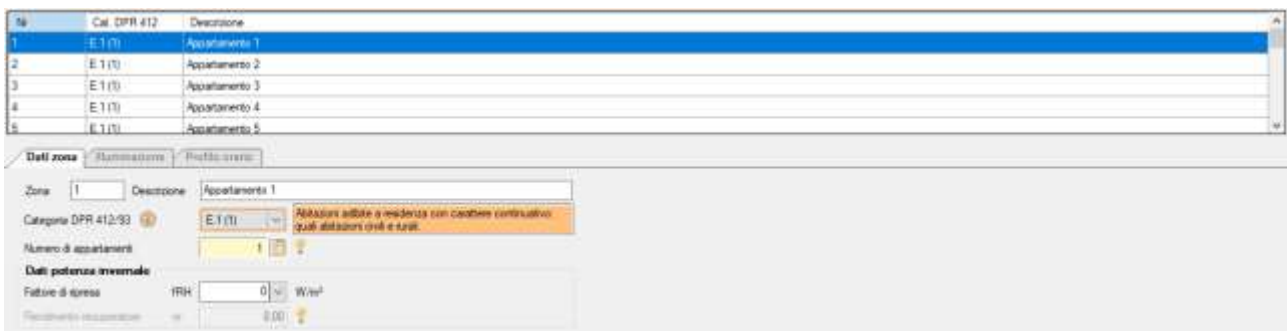 Nr Cat. DPR 412 Descrizione
1 E.1 (1) Appartamento 1
2 E.1 (1) Appartamento 2
3 E.1 (1) Appartamento 3
4 E.1 (1) Appartamento 4
5 E.1 (1) Appartamento 5
Dati zona Illuminazione Profilo orario
Zona 1 Descrizione Appartamento 1
Categoria DPR 412/93 E.1 (1) Abitazioni adibite a residenza con carattere continuativo:
quali abitazioni civili e rurali.
Numero di appartamenti 1
Dati potenza invernale
Fattore di ripresa fRH 0 W/m²
Rendimento recuperatore 0,00